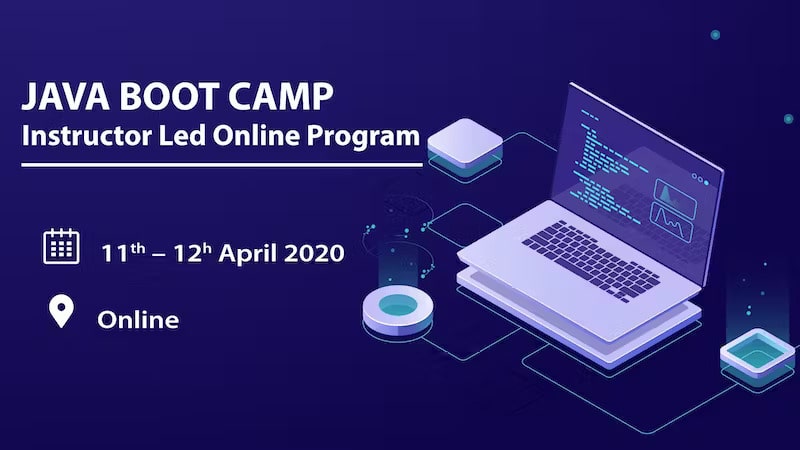 JAVA BOOT CAMP
Instructor Led Online Program
11th – 12h April 2020
Online